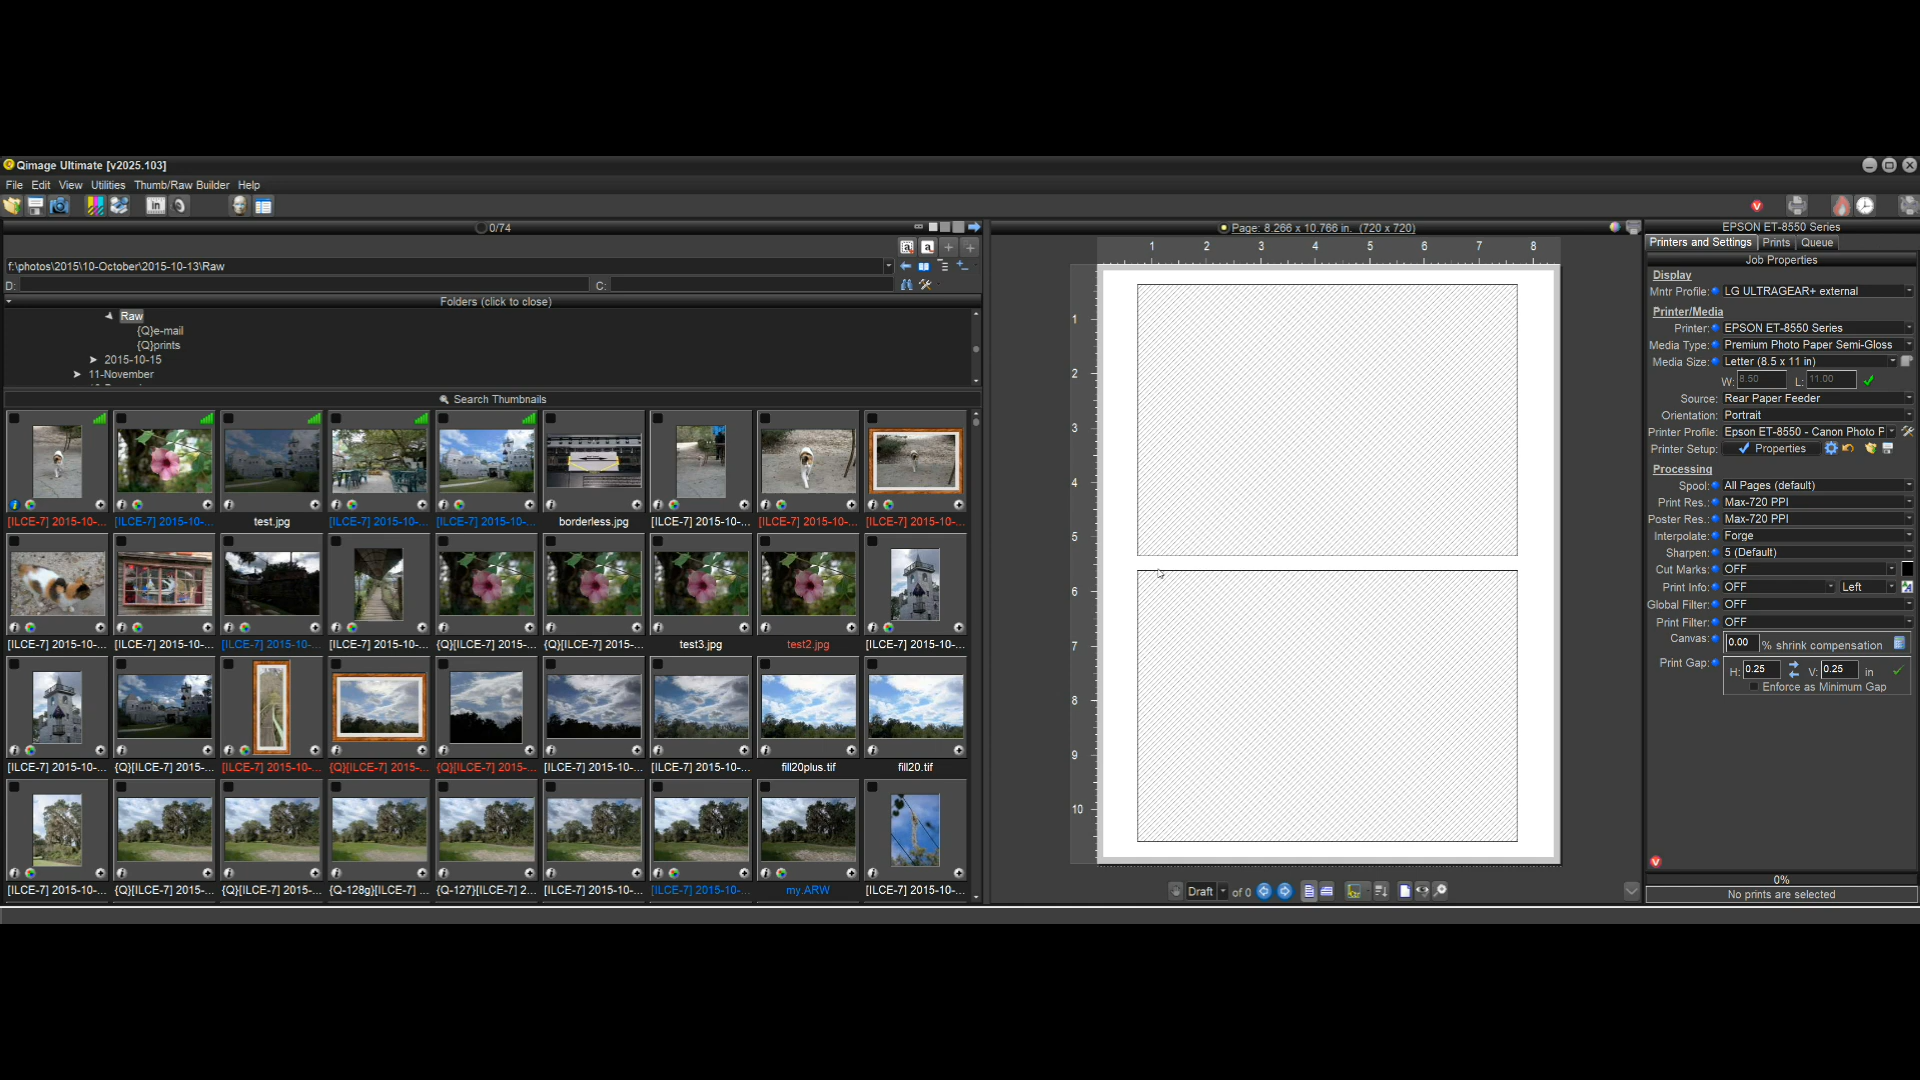 Qimage Ultimate [v2025.103]
File Edit View Utilities Thumb/Raw Builder Help
0/74
f:\photos\2015\10-October\2015-10-13\Raw
D: C:
Folders (click to close)
Raw
{Q}e-mail
{Q}prints
2015-10-15
11-November
Search Thumbnails
[ILCE-7] 2015-10-... [ILCE-7] 2015-10-... test.jpg [ILCE-7] 2015-10-... [ILCE-7] 2015-10-... borderless.jpg [ILCE-7] 2015-10-... [ILCE-7] 2015-10-... [ILCE-7] 2015-10-...
[ILCE-7] 2015-10-... [ILCE-7] 2015-10-... [ILCE-7] 2015-10-... [ILCE-7] 2015-10-... {Q}[ILCE-7] 2015-... {Q}[ILCE-7] 2015-... test3.jpg test2.jpg [ILCE-7] 2015-10-...
[ILCE-7] 2015-10-... {Q}[ILCE-7] 2015-... [ILCE-7] 2015-10-... {Q}[ILCE-7] 2015-... {Q}[ILCE-7] 2015-... [ILCE-7] 2015-10-... [ILCE-7] 2015-10-... fill20plus.tif fill20.tif
[ILCE-7] 2015-10-... {Q}[ILCE-7] 2015-... {Q}[ILCE-7] 2015-... {Q-128g}[ILCE-7] ... {Q-127}[ILCE-7] 2... [ILCE-7] 2015-10-... [ILCE-7] 2015-10-... my.ARW [ILCE-7] 2015-10-...
Page: 8.266 x 10.766 in. (720 x 720)
1 2 3 4 5 6 7 8
1
2
3
4
5
6
7
8
9
10
Draft of 0
EPSON ET-8550 Series
Printers and Settings Prints Queue
Job Properties
Display
Mntr Profile: LG ULTRAGEAR+ external
Printer/Media
Printer: EPSON ET-8550 Series
Media Type: Premium Photo Paper Semi-Gloss
Media Size: Letter (8.5 x 11 in)
W: 8.50 L: 11.00
Source: Rear Paper Feeder
Orientation: Portrait
Printer Profile: Epson ET-8550 - Canon Photo F
Printer Setup: Properties
Processing
Spool: All Pages (default)
Print Res.: Max-720 PPI
Poster Res.: Max-720 PPI
Interpolate: Forge
Sharpen: 5 (Default)
Cut Marks: OFF
Print Info: OFF Left
Global Filter: OFF
Print Filter: OFF
Canvas: 0.00 % shrink compensation
Print Gap: H: 0.25 V: 0.25 in
Enforce as Minimum Gap
0%
No prints are selected